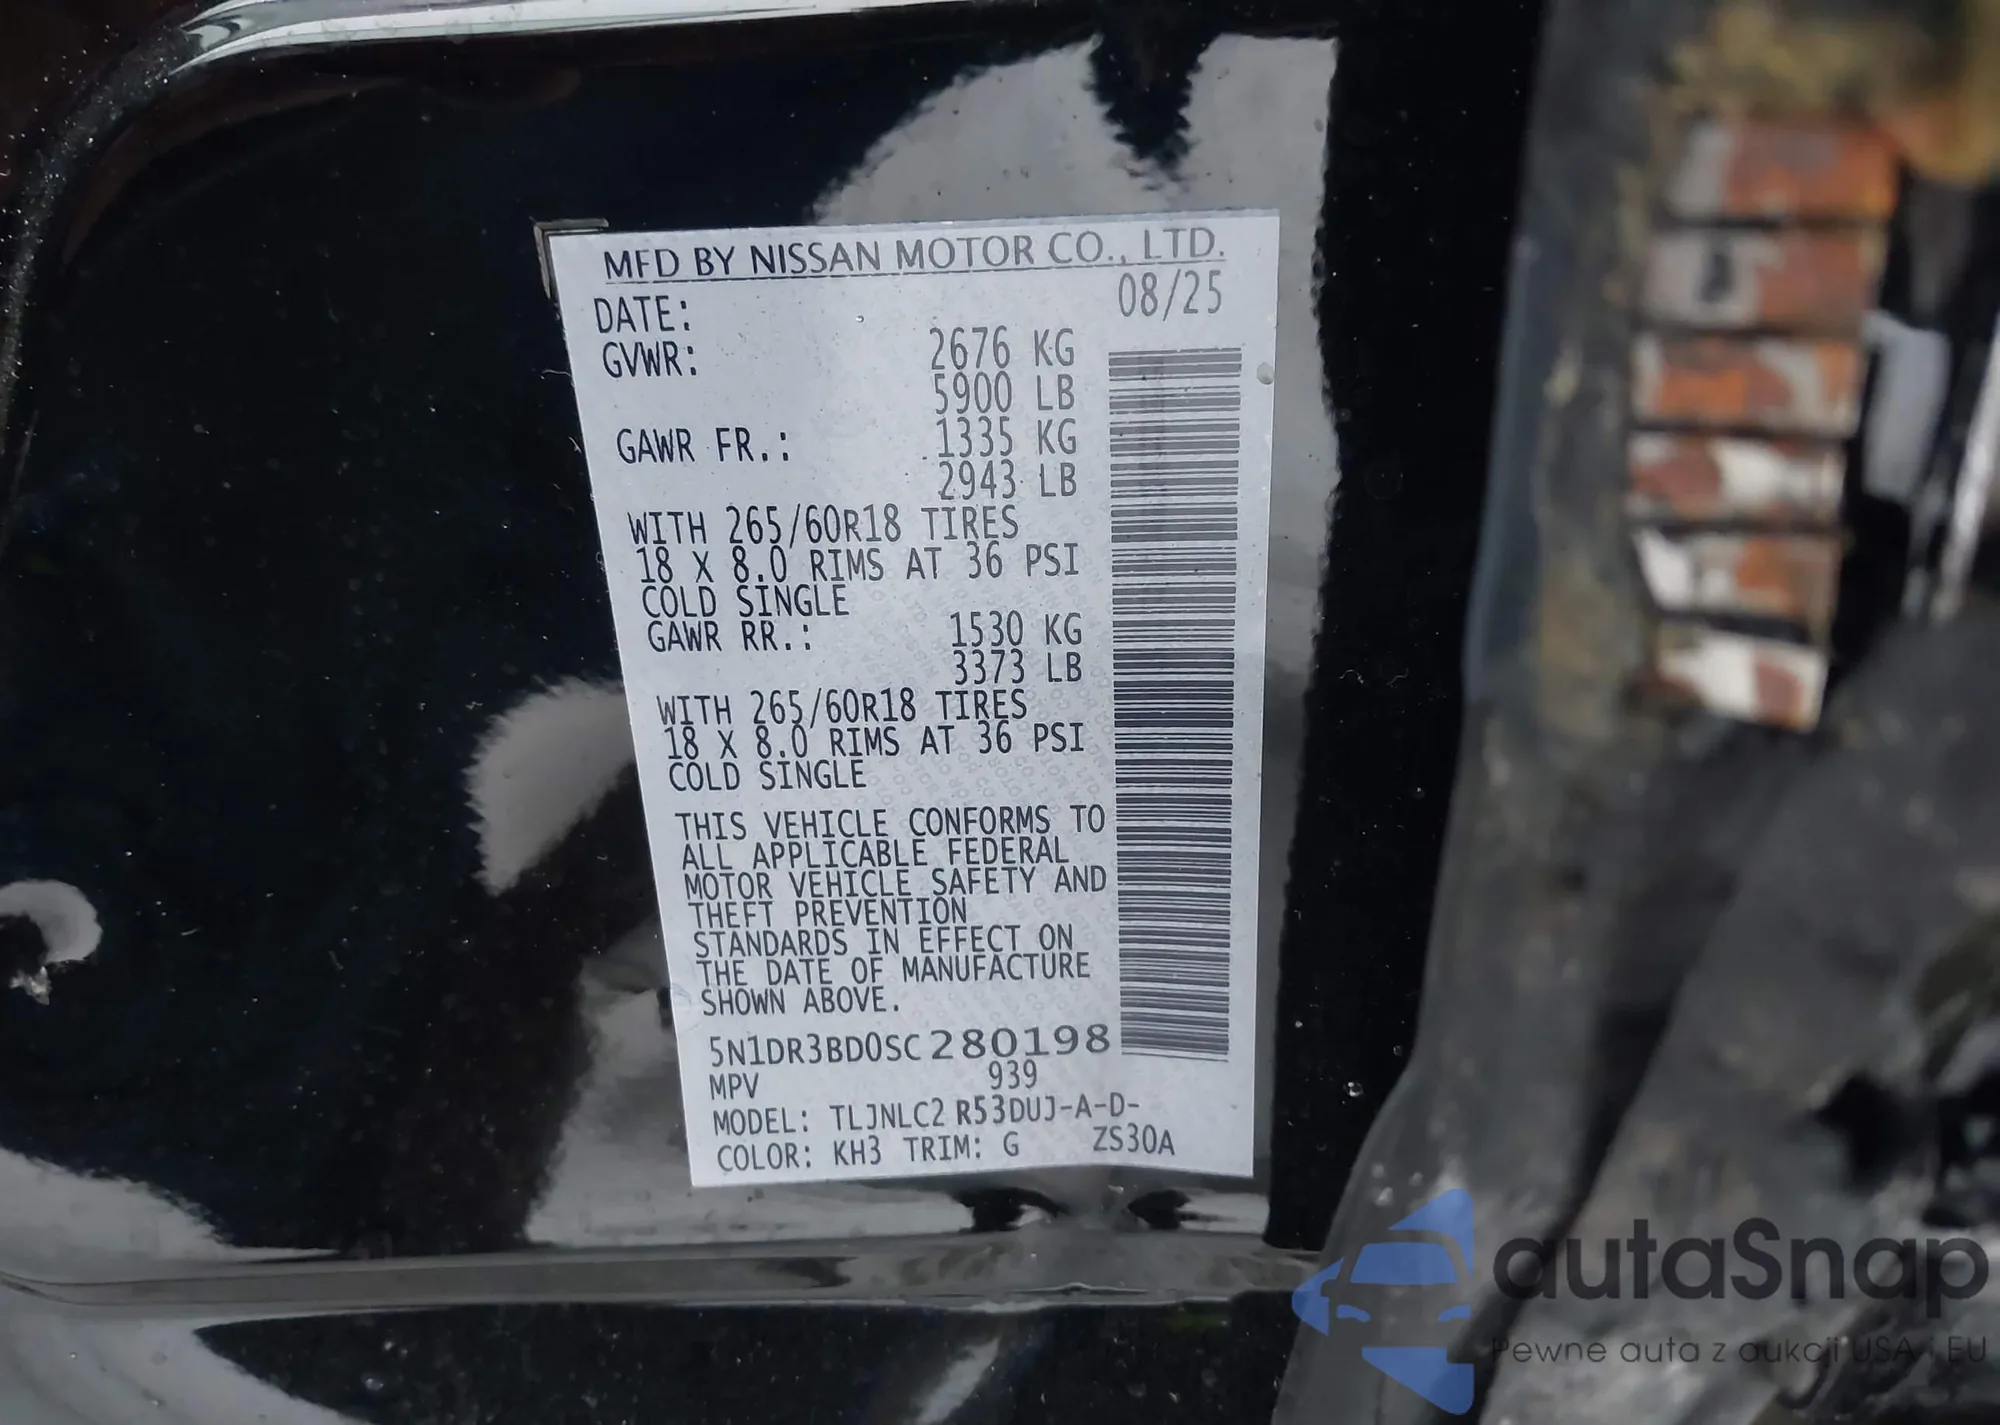 MFD BY NISSAN MOTOR CO., LTD.
DATE: 08/25
GVWR: 2676 KG
5900 LB
GAWR FR.: 1335 KG
2943 LB
WITH 265/60R18 TIRES
18 X 8.0 RIMS AT 36 PSI
COLD SINGLE
GAWR RR.: 1530 KG
3373 LB
WITH 265/60R18 TIRES
18 X 8.0 RIMS AT 36 PSI
COLD SINGLE
THIS VEHICLE CONFORMS TO
ALL APPLICABLE FEDERAL
MOTOR VEHICLE SAFETY AND
THEFT PREVENTION
STANDARDS IN EFFECT ON
THE DATE OF MANUFACTURE
SHOWN ABOVE.
5N1DR3BD0SC280198
MPV 939
MODEL: TLJNLC2 R53DUJ-A-D-
COLOR: KH3 TRIM: G ZS30A
autaSnap
Pewne auta z aukcji USA i EU